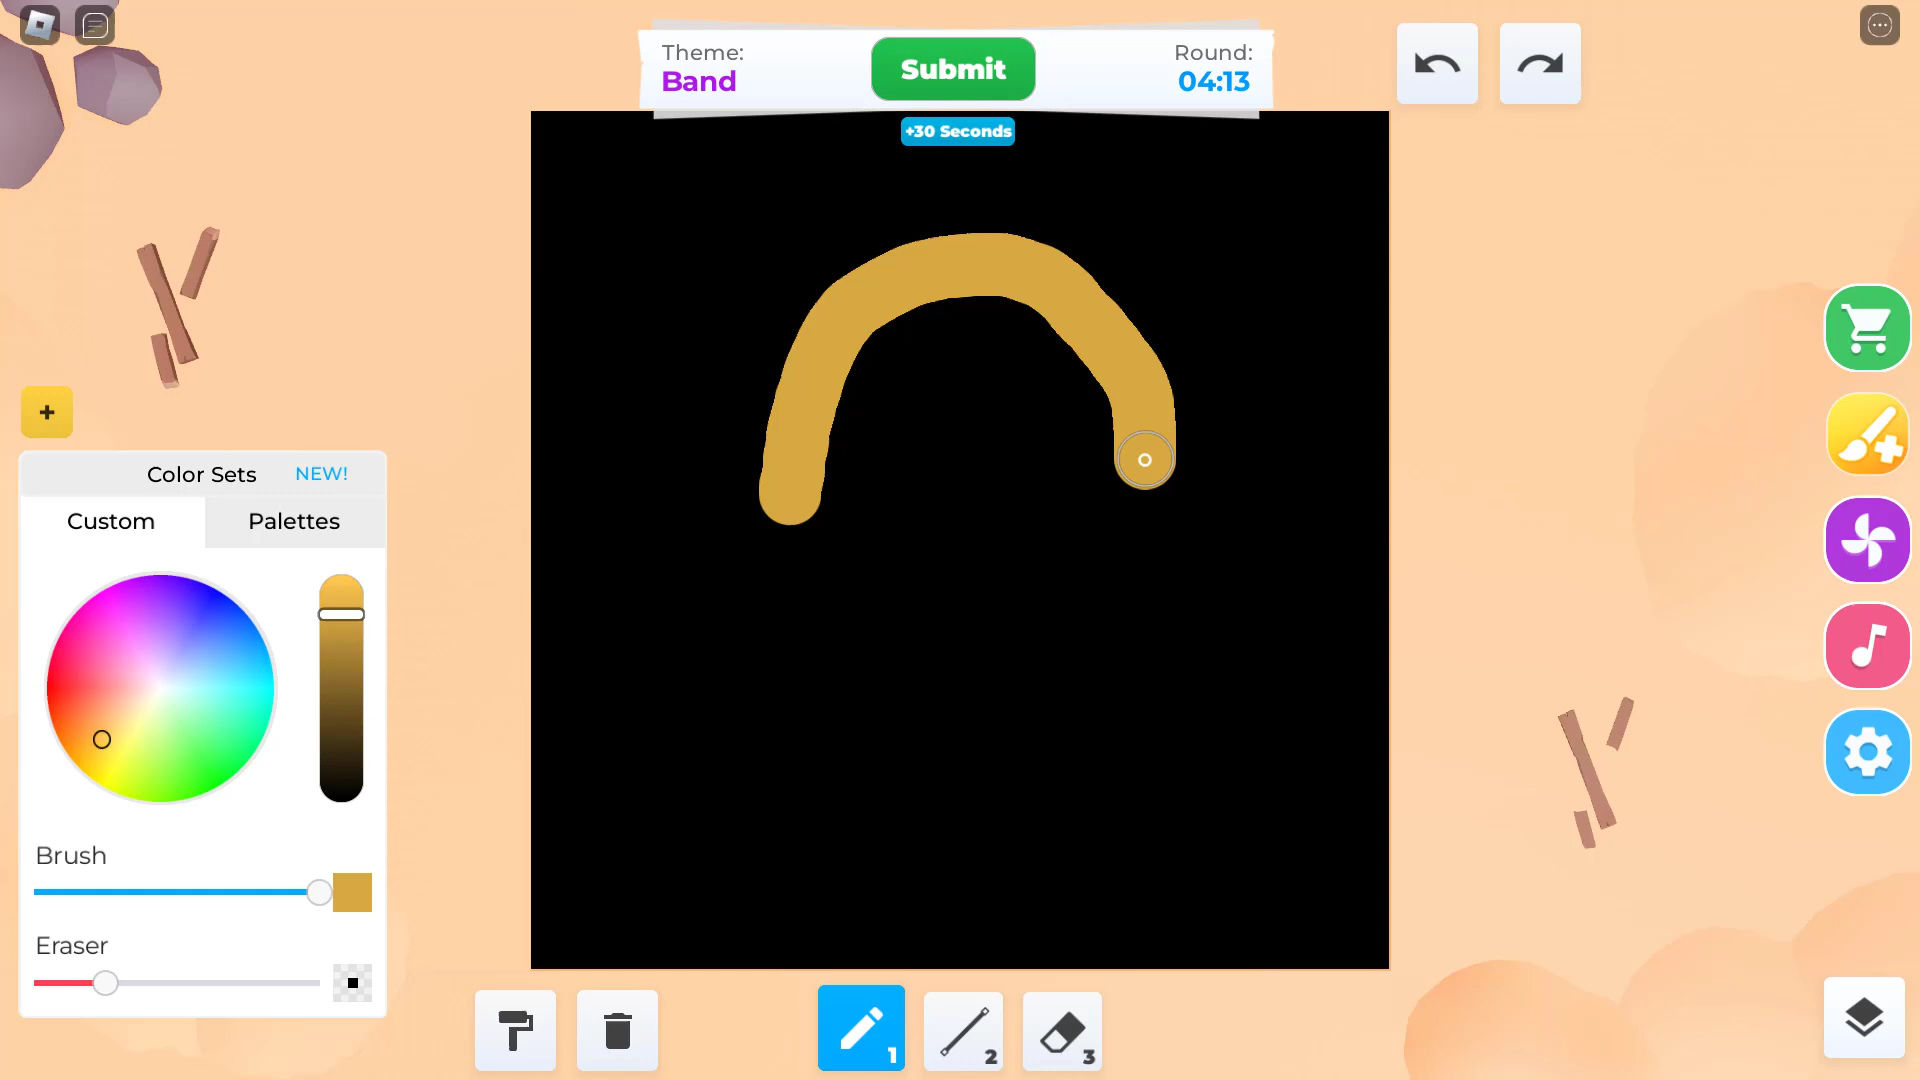 Theme:
Band
Submit
Round:
04:13
+30 Seconds
+
Color Sets NEW!
Custom Palettes
Brush
Eraser
1
2
3